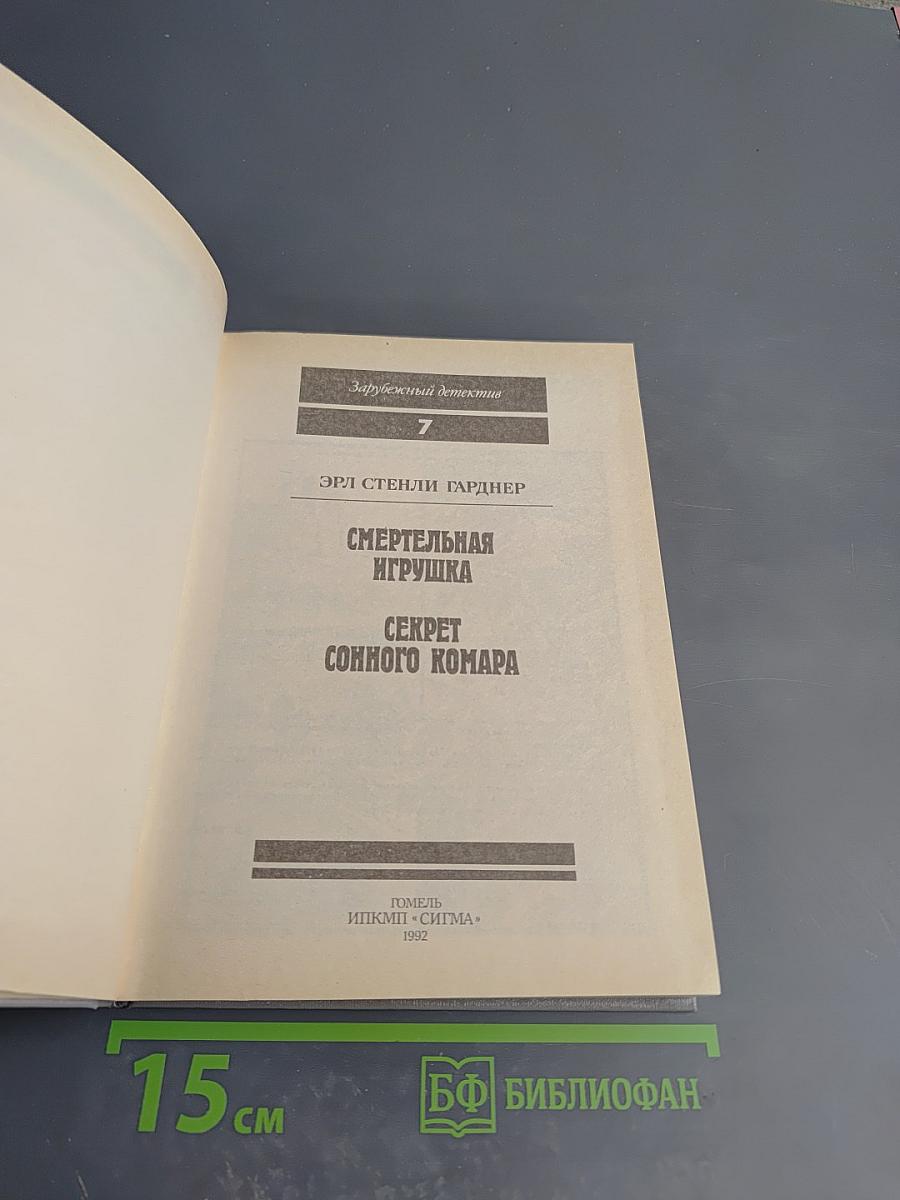 Зарубежный детектив
7
ЭРЛ СТЕНЛИ ГАРДНЕР
СМЕРТЕЛЬНАЯ
ИГРУШКА
СЕКРЕТ
СОННОГО КОМАРА
ГОМЕЛЬ
ИПКМП «СИГМА»
1992
15 см
БФ БИБЛИОФАН